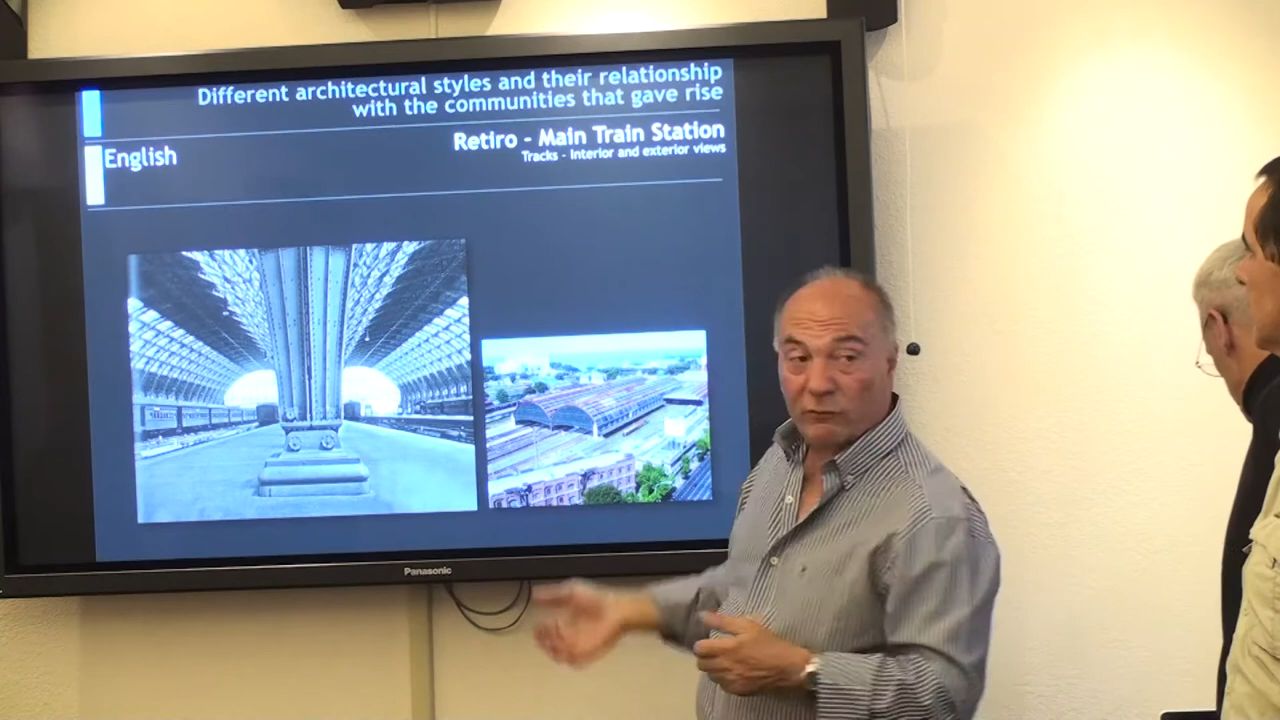 Different architectural styles and their relationship
with the communities that gave rise
Retiro - Main Train Station
English
Tracks - Interior and exterior views
Panasonic